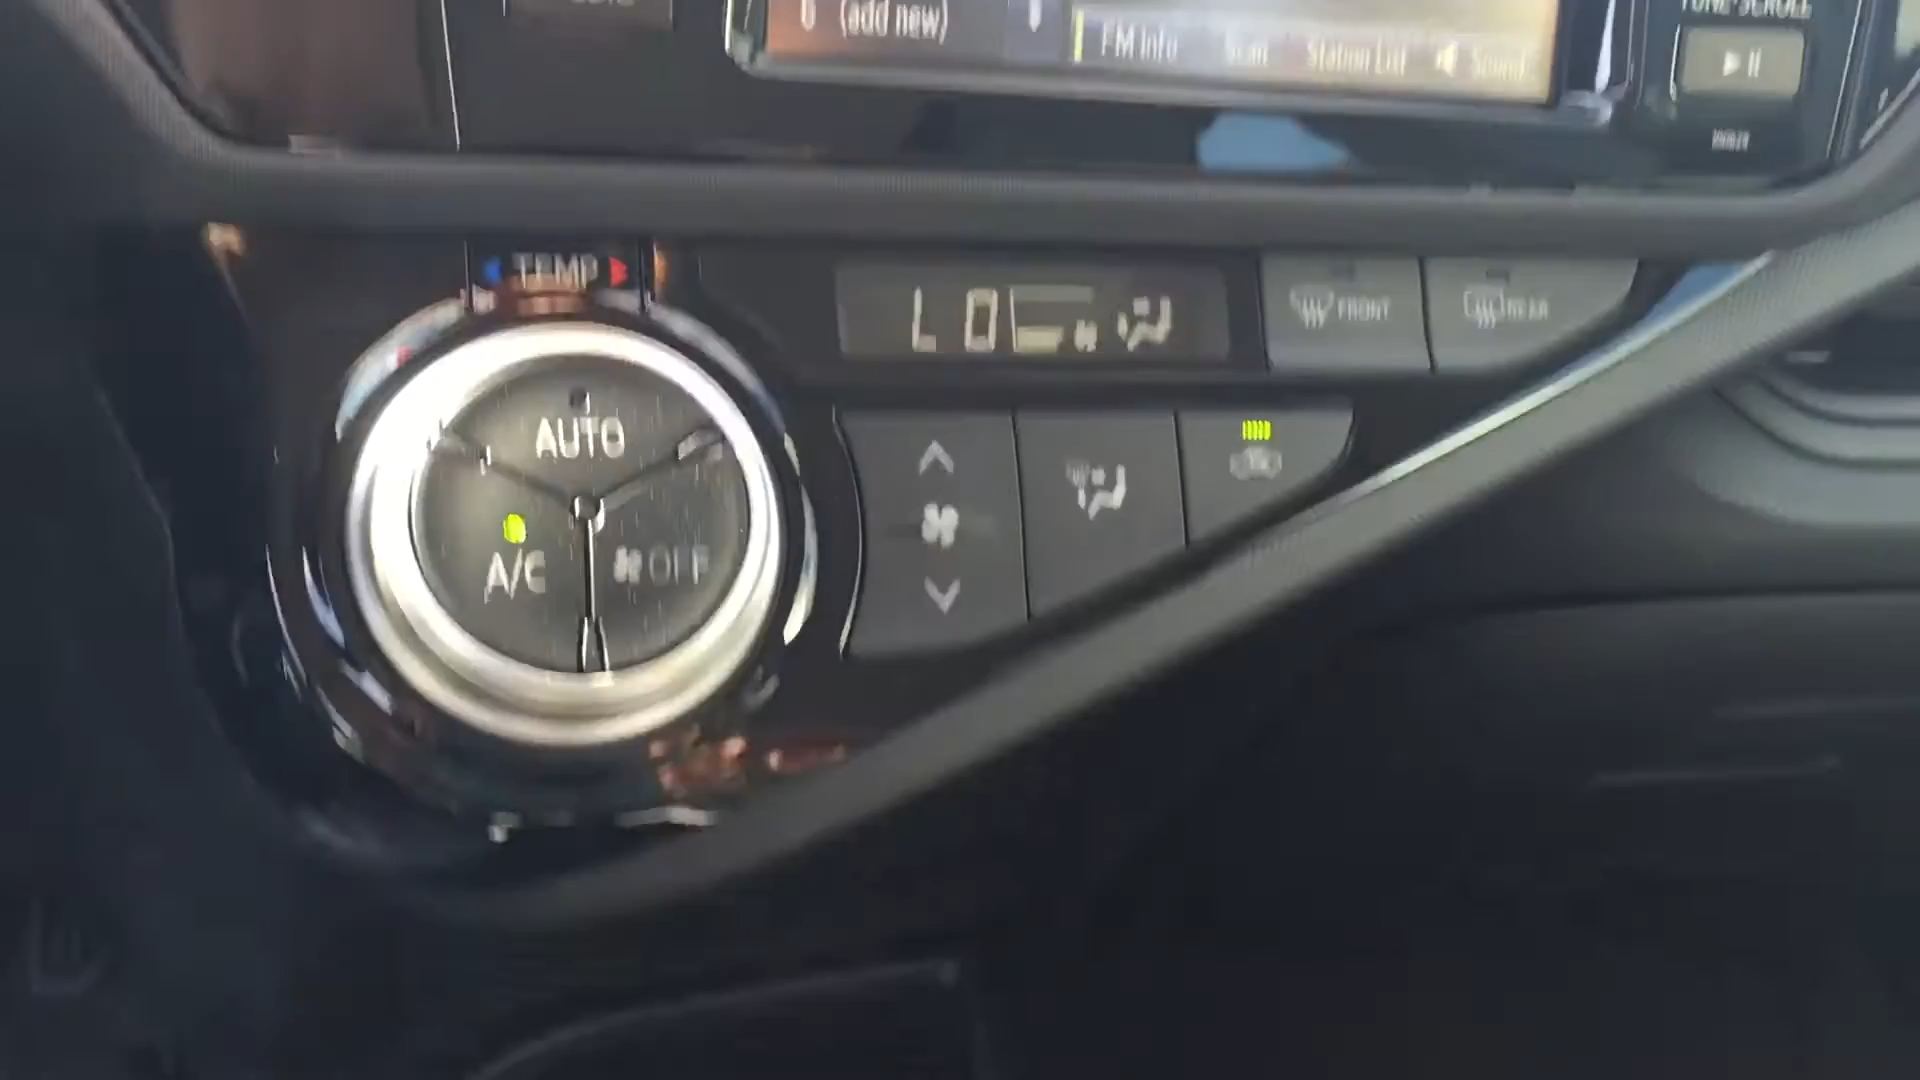 TUNE·SCROLL
(add new)
FM Info Scan Station List Sound
TEMP
LO
FRONT
REAR
AUTO
A/C
OFF